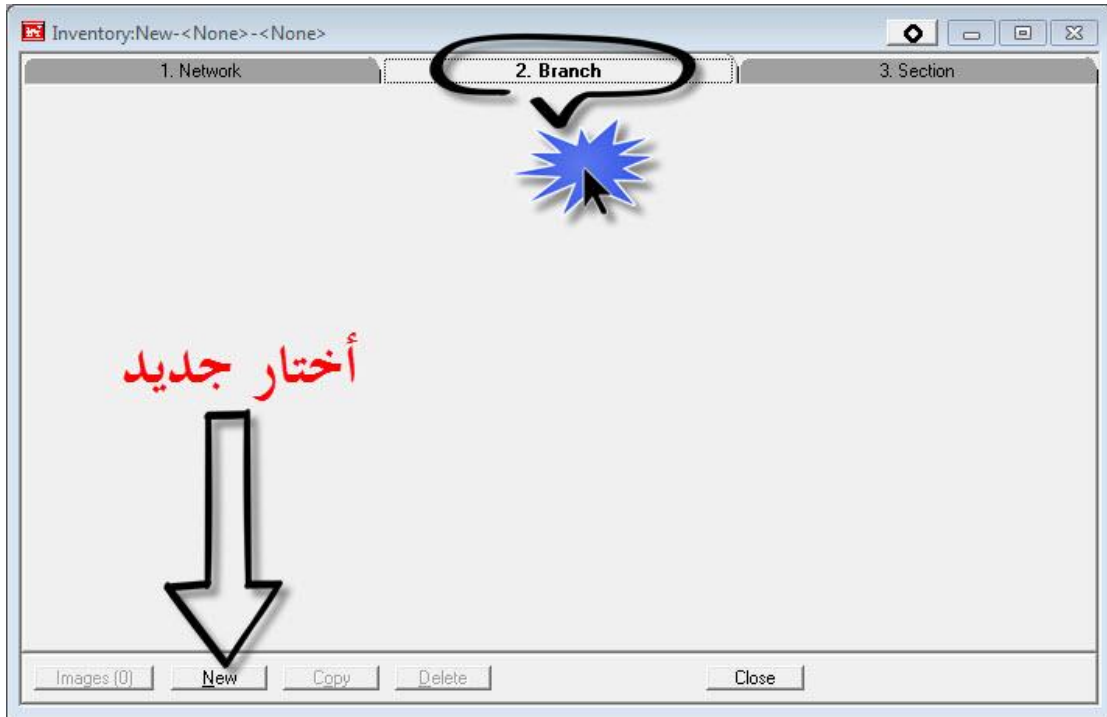 Inventory:New-<None>-<None>
1. Network 2. Branch 3. Section
أختار جديد
Images (0) New Copy Delete Close